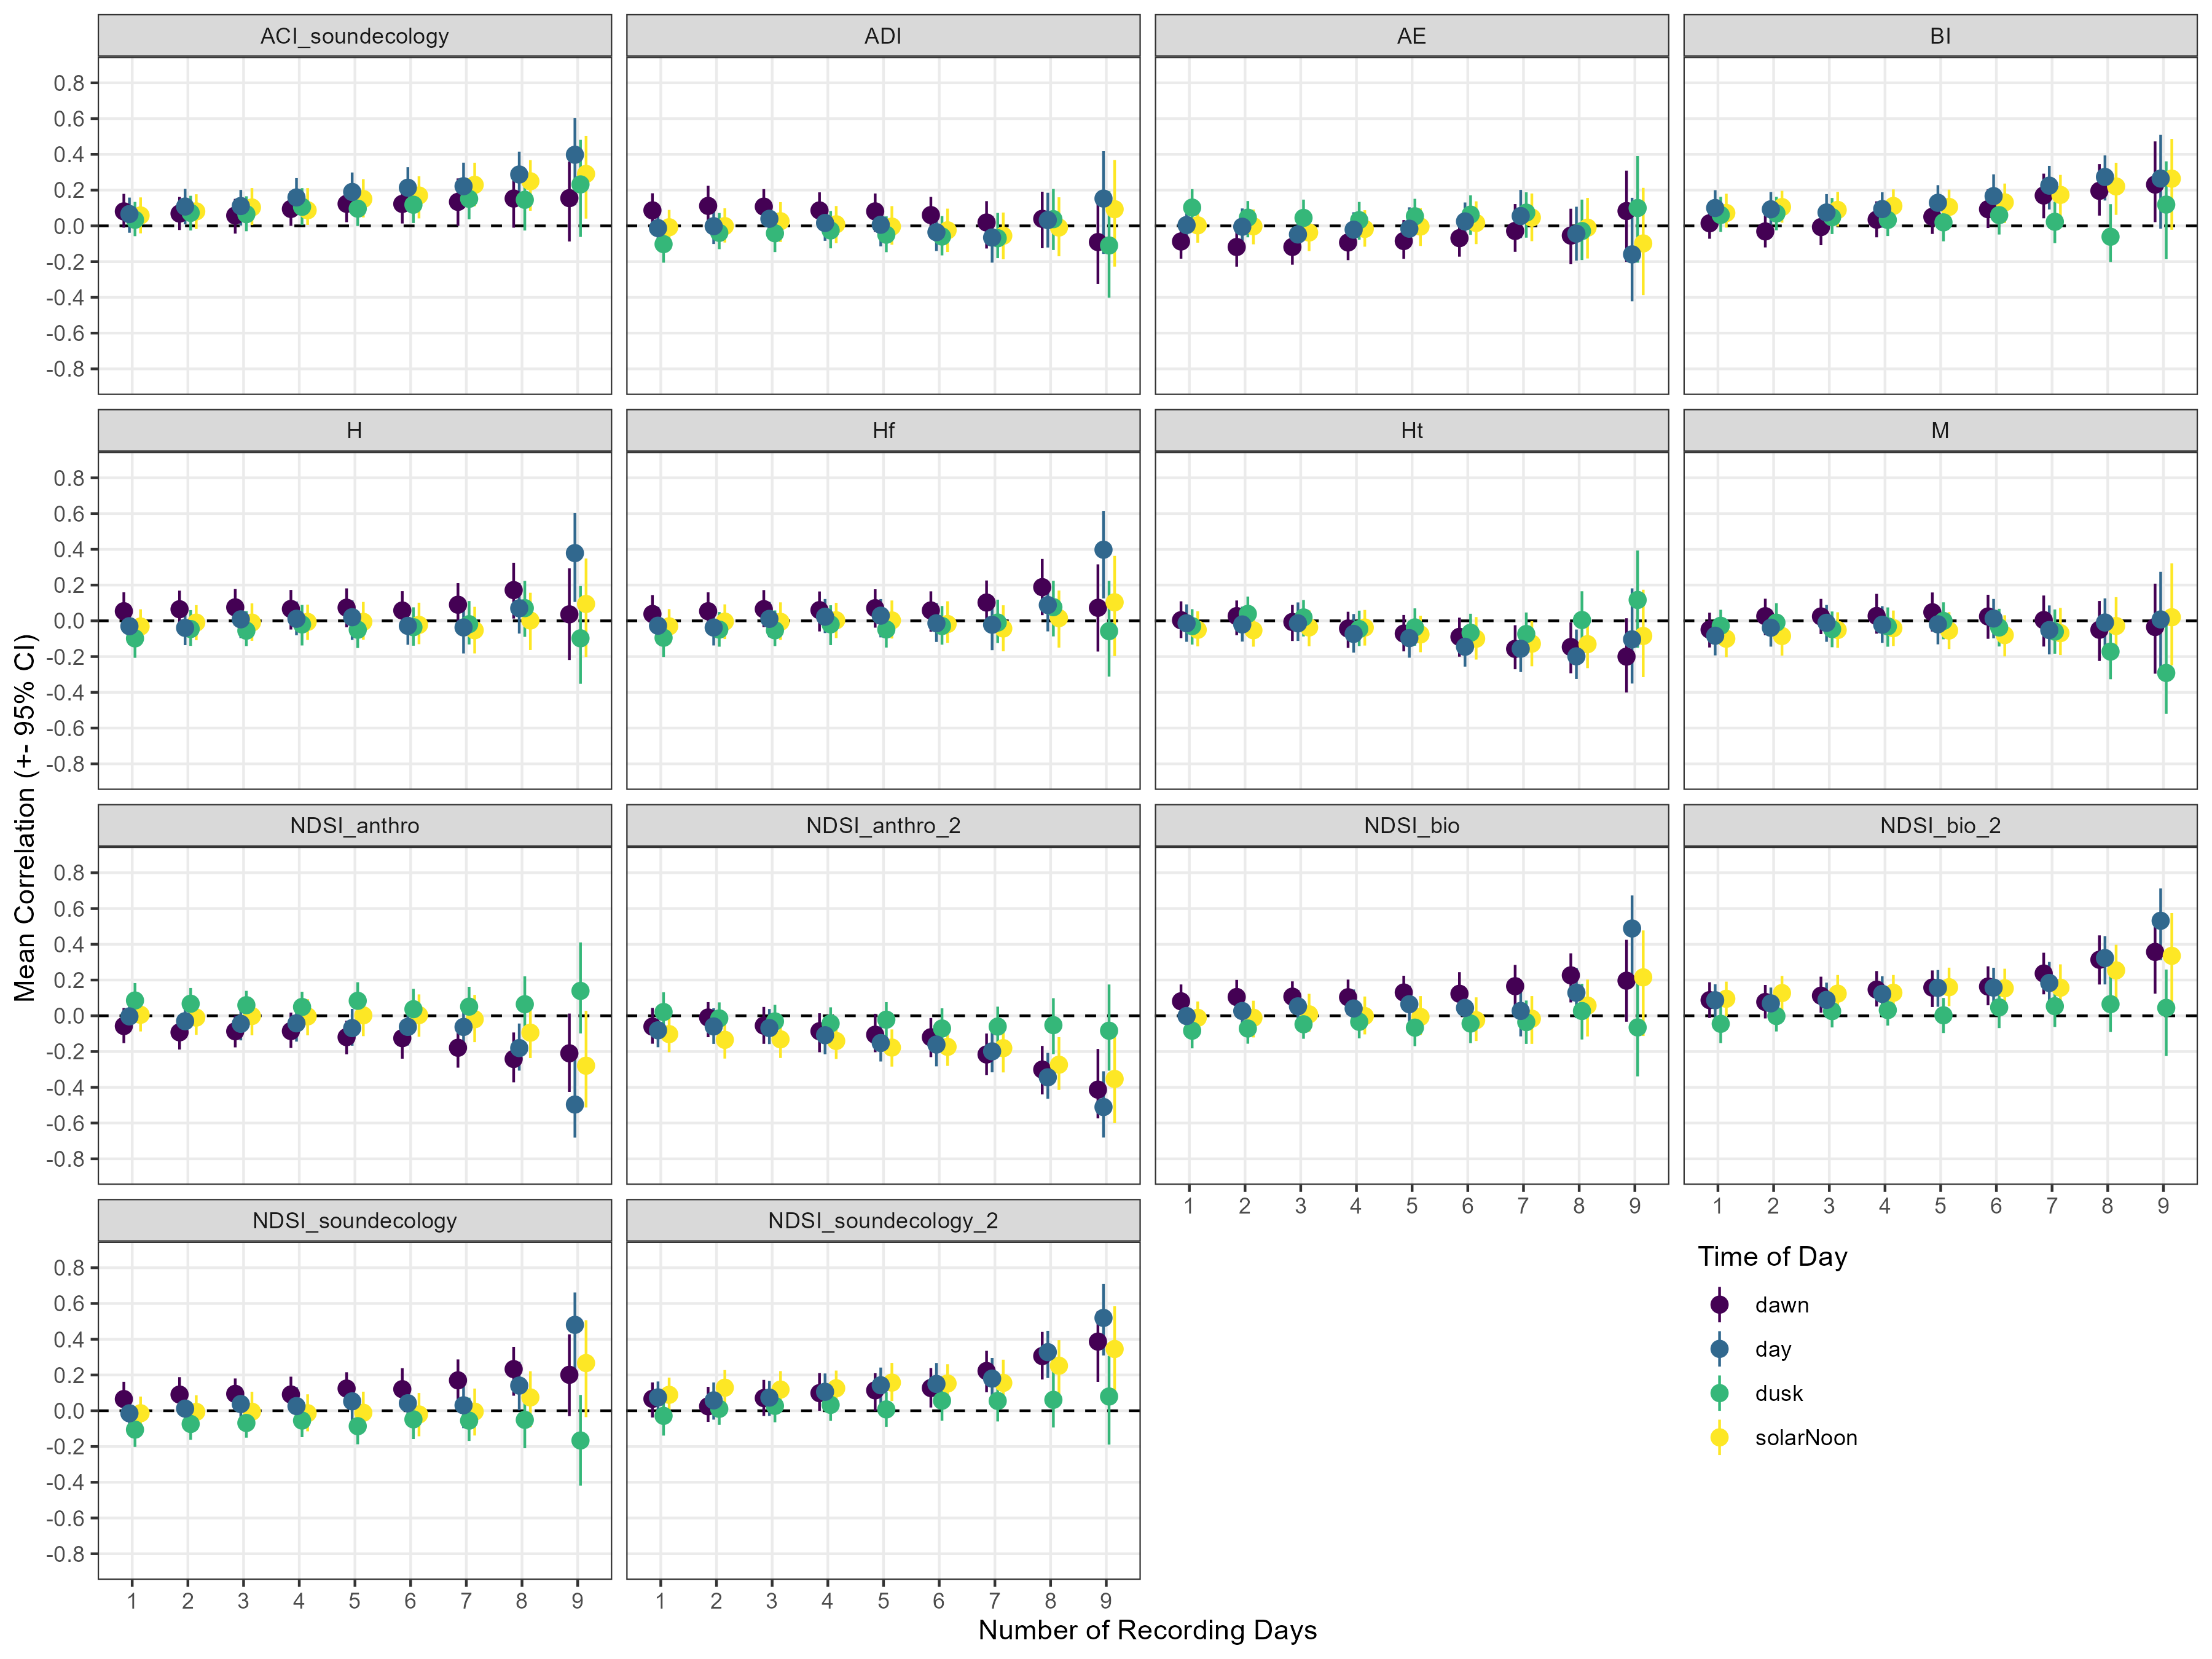 ACI_soundecology ADI AE BI
0.8
0.6
0.4
0.2
0.0
-0.2
-0.4
-0.6
-0.8
H Hf Ht M
0.8
0.6
0.4
0.2
0.0
-0.2
-0.4
-0.6
-0.8
Mean Correlation (+- 95% CI)
NDSI_anthro NDSI_anthro_2 NDSI_bio NDSI_bio_2
0.8
0.6
0.4
0.2
0.0
-0.2
-0.4
-0.6
-0.8
1 2 3 4 5 6 7 8 9 1 2 3 4 5 6 7 8 9
NDSI_soundecology NDSI_soundecology_2
0.8
0.6
0.4
0.2
0.0
-0.2
-0.4
-0.6
-0.8
1 2 3 4 5 6 7 8 9 1 2 3 4 5 6 7 8 9
Number of Recording Days
Time of Day
dawn
day
dusk
solarNoon